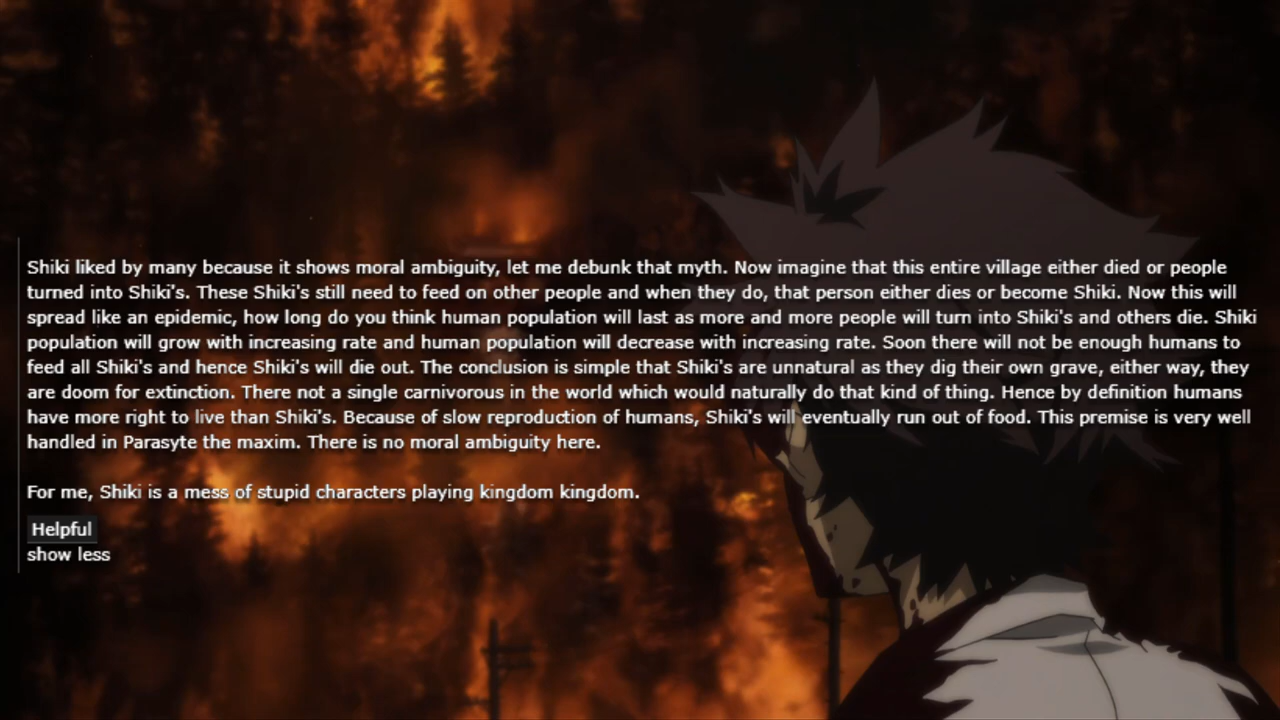 Shiki liked by many because it shows moral ambiguity, let me debunk that myth. Now imagine that this entire village either died or people
turned into Shiki's. These Shiki's still need to feed on other people and when they do, that person either dies or become Shiki. Now this will
spread like an epidemic, how long do you think human population will last as more and more people will turn into Shiki's and others die. Shiki
population will grow with increasing rate and human population will decrease with increasing rate. Soon there will not be enough humans to
feed all Shiki's and hence Shiki's will die out. The conclusion is simple that Shiki's are unnatural as they dig their own grave, either way, they
are doom for extinction. There not a single carnivorous in the world which would naturally do that kind of thing. Hence by definition humans
have more right to live than Shiki's. Because of slow reproduction of humans, Shiki's will eventually run out of food. This premise is very well
handled in Parasyte the maxim. There is no moral ambiguity here.
For me, Shiki is a mess of stupid characters playing kingdom kingdom.
Helpful
show less